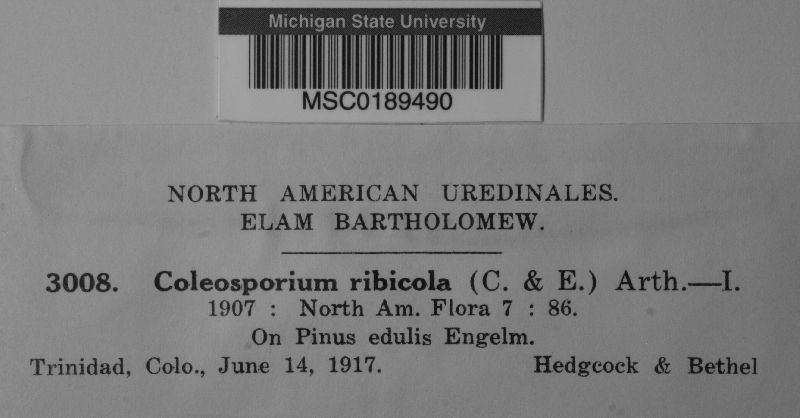 Michigan State University
MSC0189490
NORTH AMERICAN UREDINALES.
ELAM BARTHOLOMEW.
3008. Coleosporium ribicola (C. & E.) Arth.—I.
1907 : North Am. Flora 7 : 86.
On Pinus edulis Engelm.
Trinidad, Colo., June 14, 1917. Hedgcock & Bethel